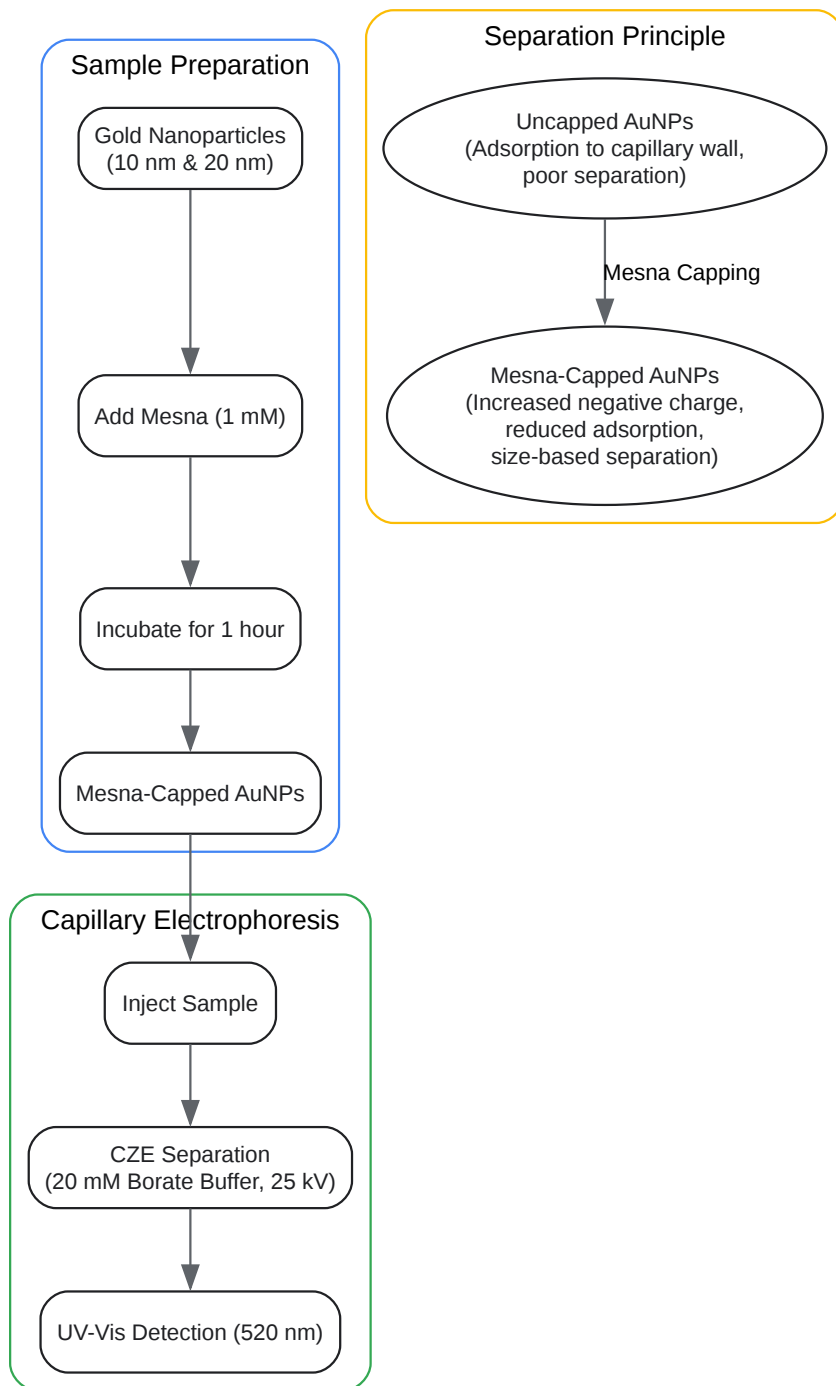 Sample Preparation
Gold Nanoparticles
(10 nm & 20 nm)
Add Mesna (1 mM)
Incubate for 1 hour
Mesna-Capped AuNPs
Capillary Electrophoresis
Inject Sample
CZE Separation
(20 mM Borate Buffer, 25 kV)
UV-Vis Detection (520 nm)
Separation Principle
Uncapped AuNPs
(Adsorption to capillary wall,
poor separation)
Mesna Capping
Mesna-Capped AuNPs
(Increased negative charge,
reduced adsorption,
size-based separation)